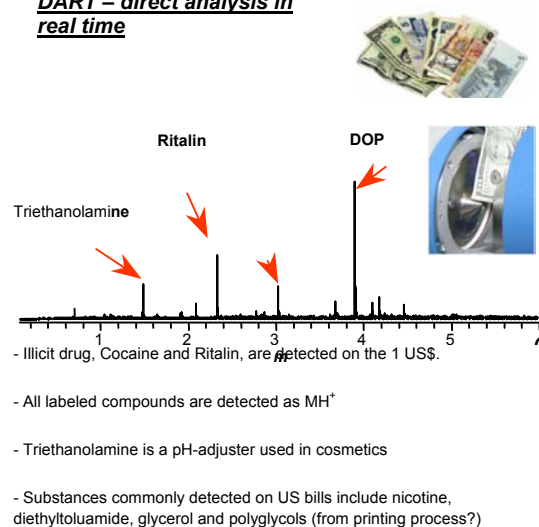 DART – direct analysis in
real time
Ritalin
DOP
Triethanolamine
1 2 3 4 5
m
- Illicit drug, Cocaine and Ritalin, are detected on the 1 US$.
- All labeled compounds are detected as MH+
- Triethanolamine is a pH-adjuster used in cosmetics
- Substances commonly detected on US bills include nicotine,
diethyltoluamide, glycerol and polyglycols (from printing process?)